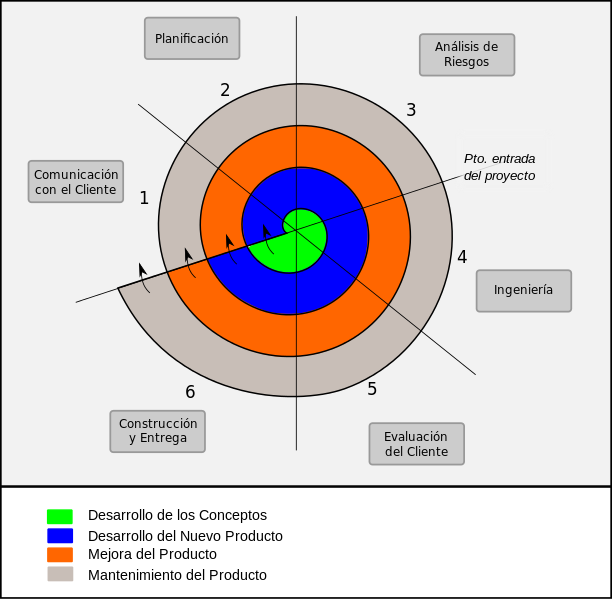 Planificación
Análisis de
Riesgos
2
3
Pto. entrada
del proyecto
Comunicación
con el Cliente
1
4
Ingeniería
6
5
Construcción
y Entrega
Evaluación
del Cliente
Desarrollo de los Conceptos
Desarrollo del Nuevo Producto
Mejora del Producto
Mantenimiento del Producto